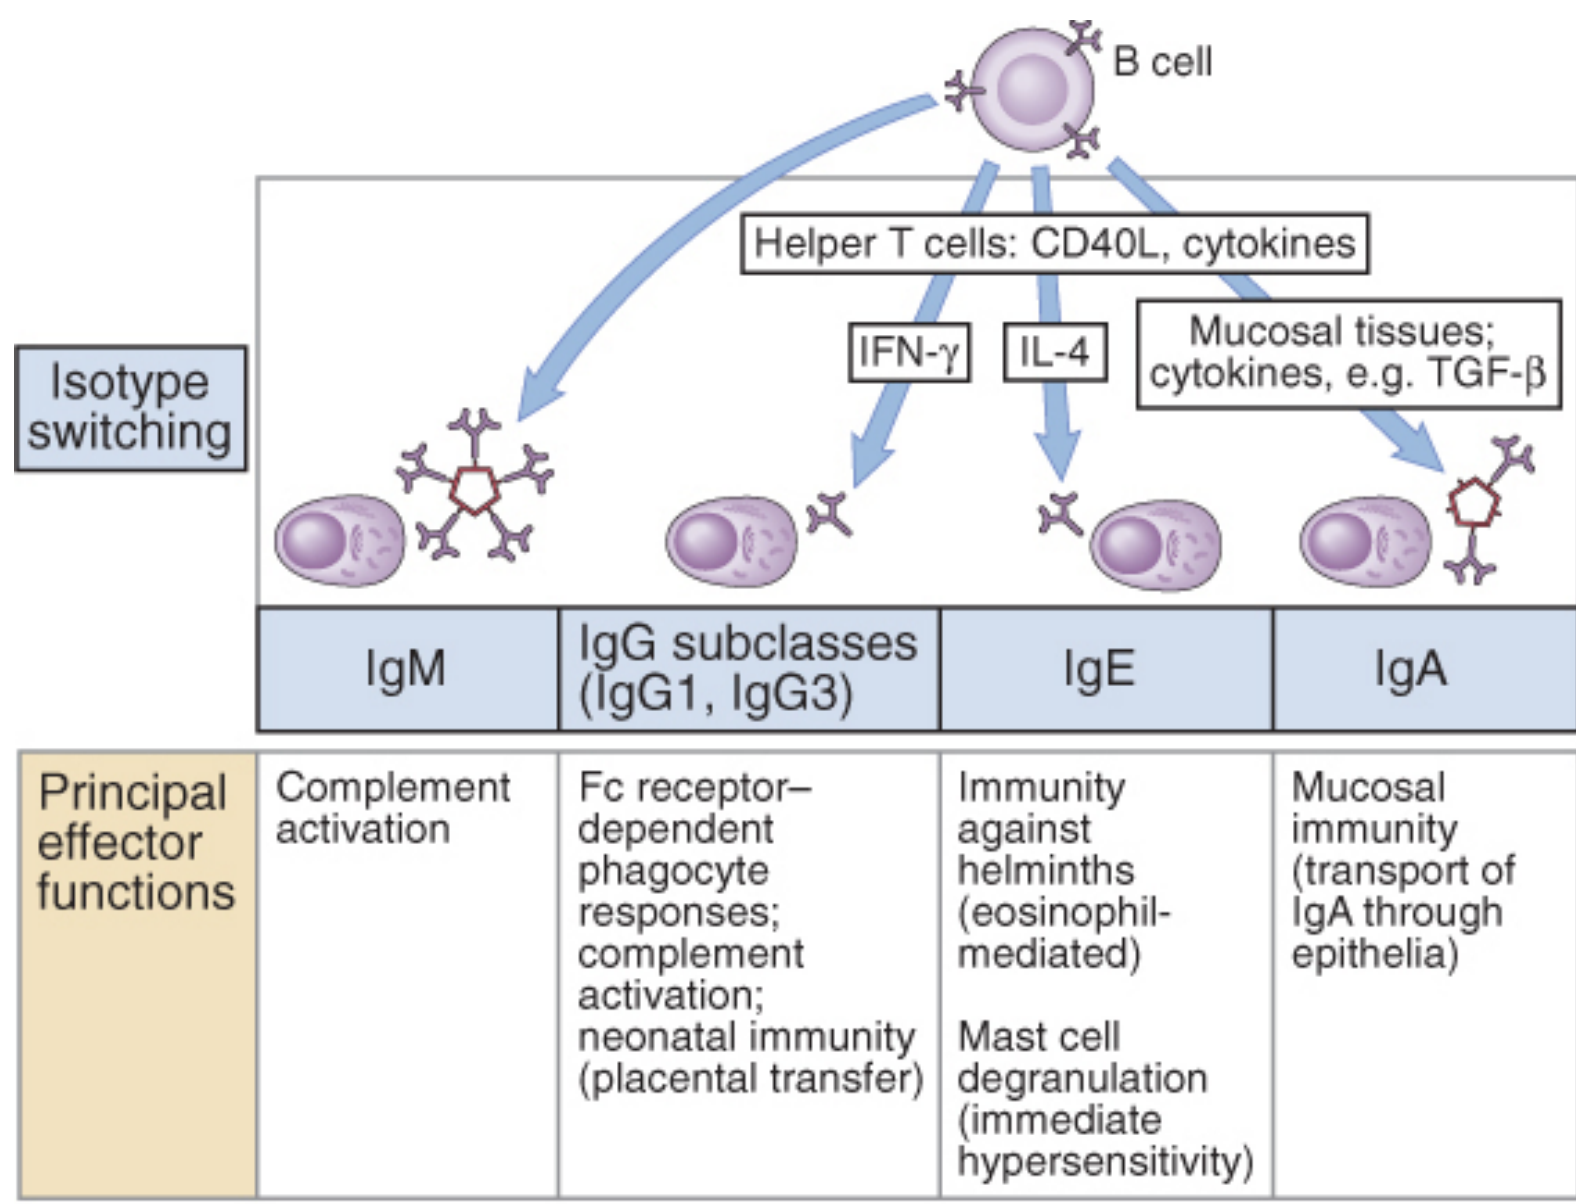 B cell
Helper T cells: CD40L, cytokines
IFN-γ
IL-4
Mucosal tissues;
cytokines, e.g. TGF-β
Isotype
switching
IgM
IgG subclasses
(IgG1, IgG3)
IgE
IgA
Principal
effector
functions
Complement
activation
Fc receptor–
dependent
phagocyte
responses;
complement
activation;
neonatal immunity
(placental transfer)
Immunity
against
helminths
(eosinophil-
mediated)
Mast cell
degranulation
(immediate
hypersensitivity)
Mucosal
immunity
(transport of
IgA through
epithelia)